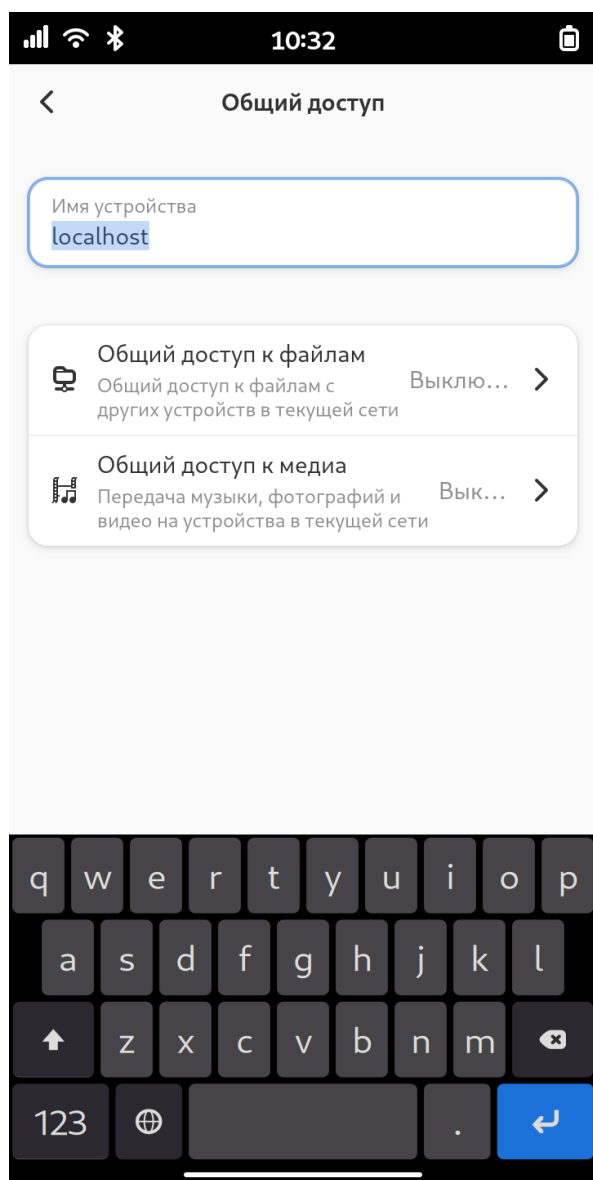 10:32
Общий доступ
Имя устройства
localhost
Общий доступ к файлам
Общий доступ к файлам с
других устройств в текущей сети
Выклю...
Общий доступ к медиа
Передача музыки, фотографий и
видео на устройства в текущей сети
Вык...
q w e r t y u i o p
a s d f g h j k l
z x c v b n m
123 .